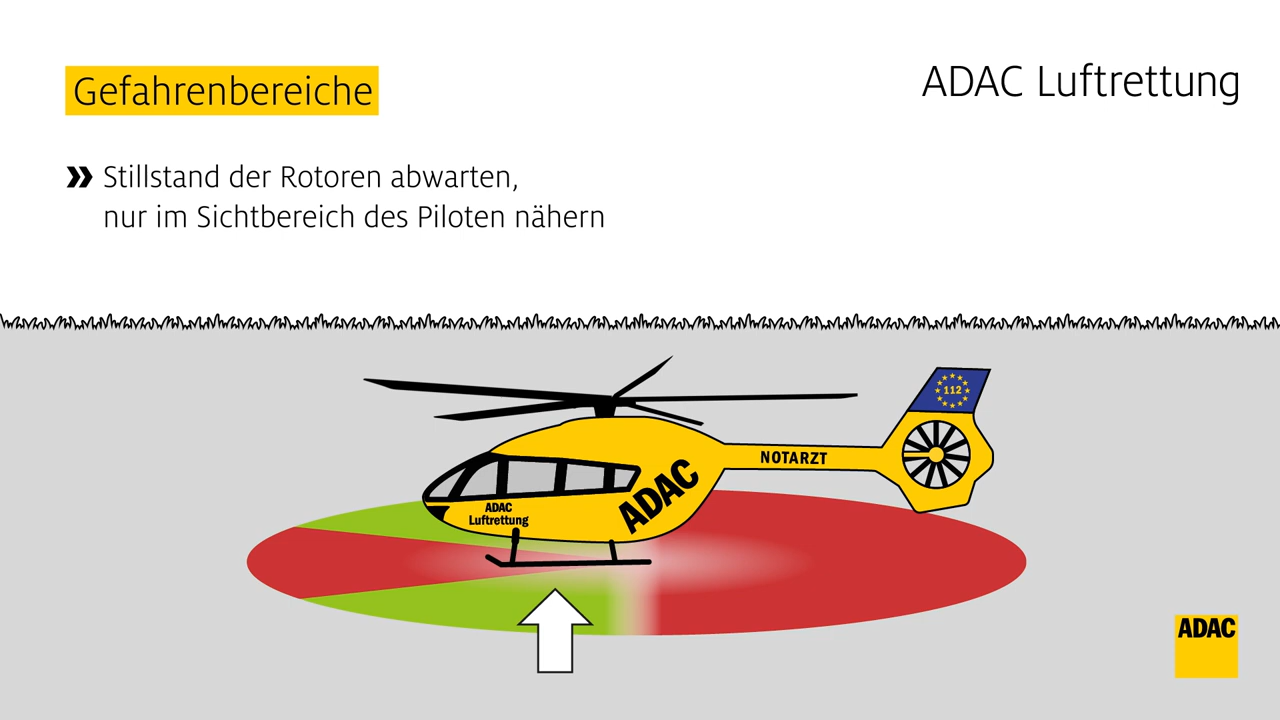 Gefahrenbereiche
ADAC Luftrettung
Stillstand der Rotoren abwarten,
nur im Sichtbereich des Piloten nähern
112
NOTARZT
ADAC
ADAC
Luftrettung
ADAC